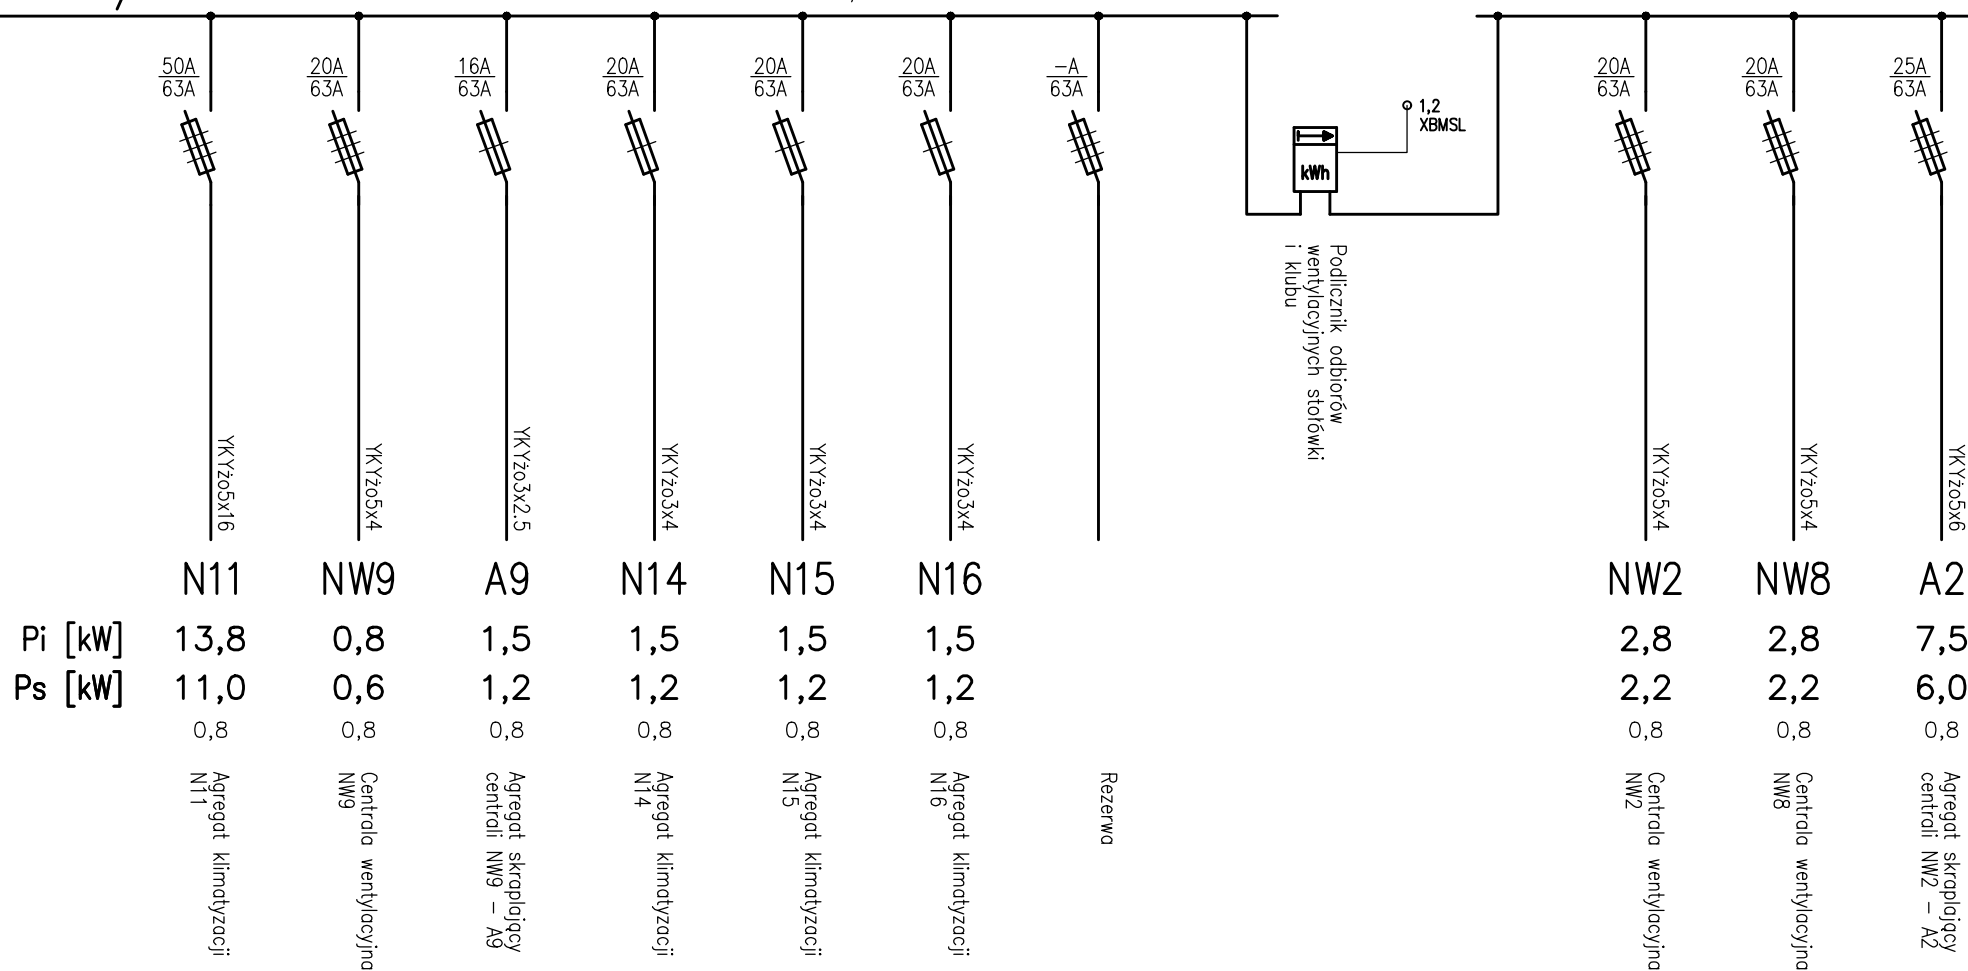 50A
63A
20A
63A
16A
63A
20A
63A
20A
63A
20A
63A
-A
63A
20A
63A
20A
63A
25A
63A
1,2
XBMSL
kWh
Podlicznik odbiorów
wentylacyjnych stołówki
i klubu
YKYżo5x16
YKYżo5x4
YKYżo3x2.5
YKYżo3x4
YKYżo3x4
YKYżo3x4
YKYżo5x4
YKYżo5x4
YKYżo5x6
N11 NW9 A9 N14 N15 N16 NW2 NW8 A2
Pi [kW] 13,8 0,8 1,5 1,5 1,5 1,5 2,8 2,8 7,5
Ps [kW] 11,0 0,6 1,2 1,2 1,2 1,2 2,2 2,2 6,0
0,8 0,8 0,8 0,8 0,8 0,8 0,8 0,8 0,8
Agregat klimatyzacji
N11
Centrala wentylacyjna
NW9
Agregat skraplający
centrali NW9 - A9
Agregat klimatyzacji
N14
Agregat klimatyzacji
N15
Agregat klimatyzacji
N16
Rezerwa
Centrala wentylacyjna
NW2
Centrala wentylacyjna
NW8
Agregat skraplający
centrali NW2 - A2